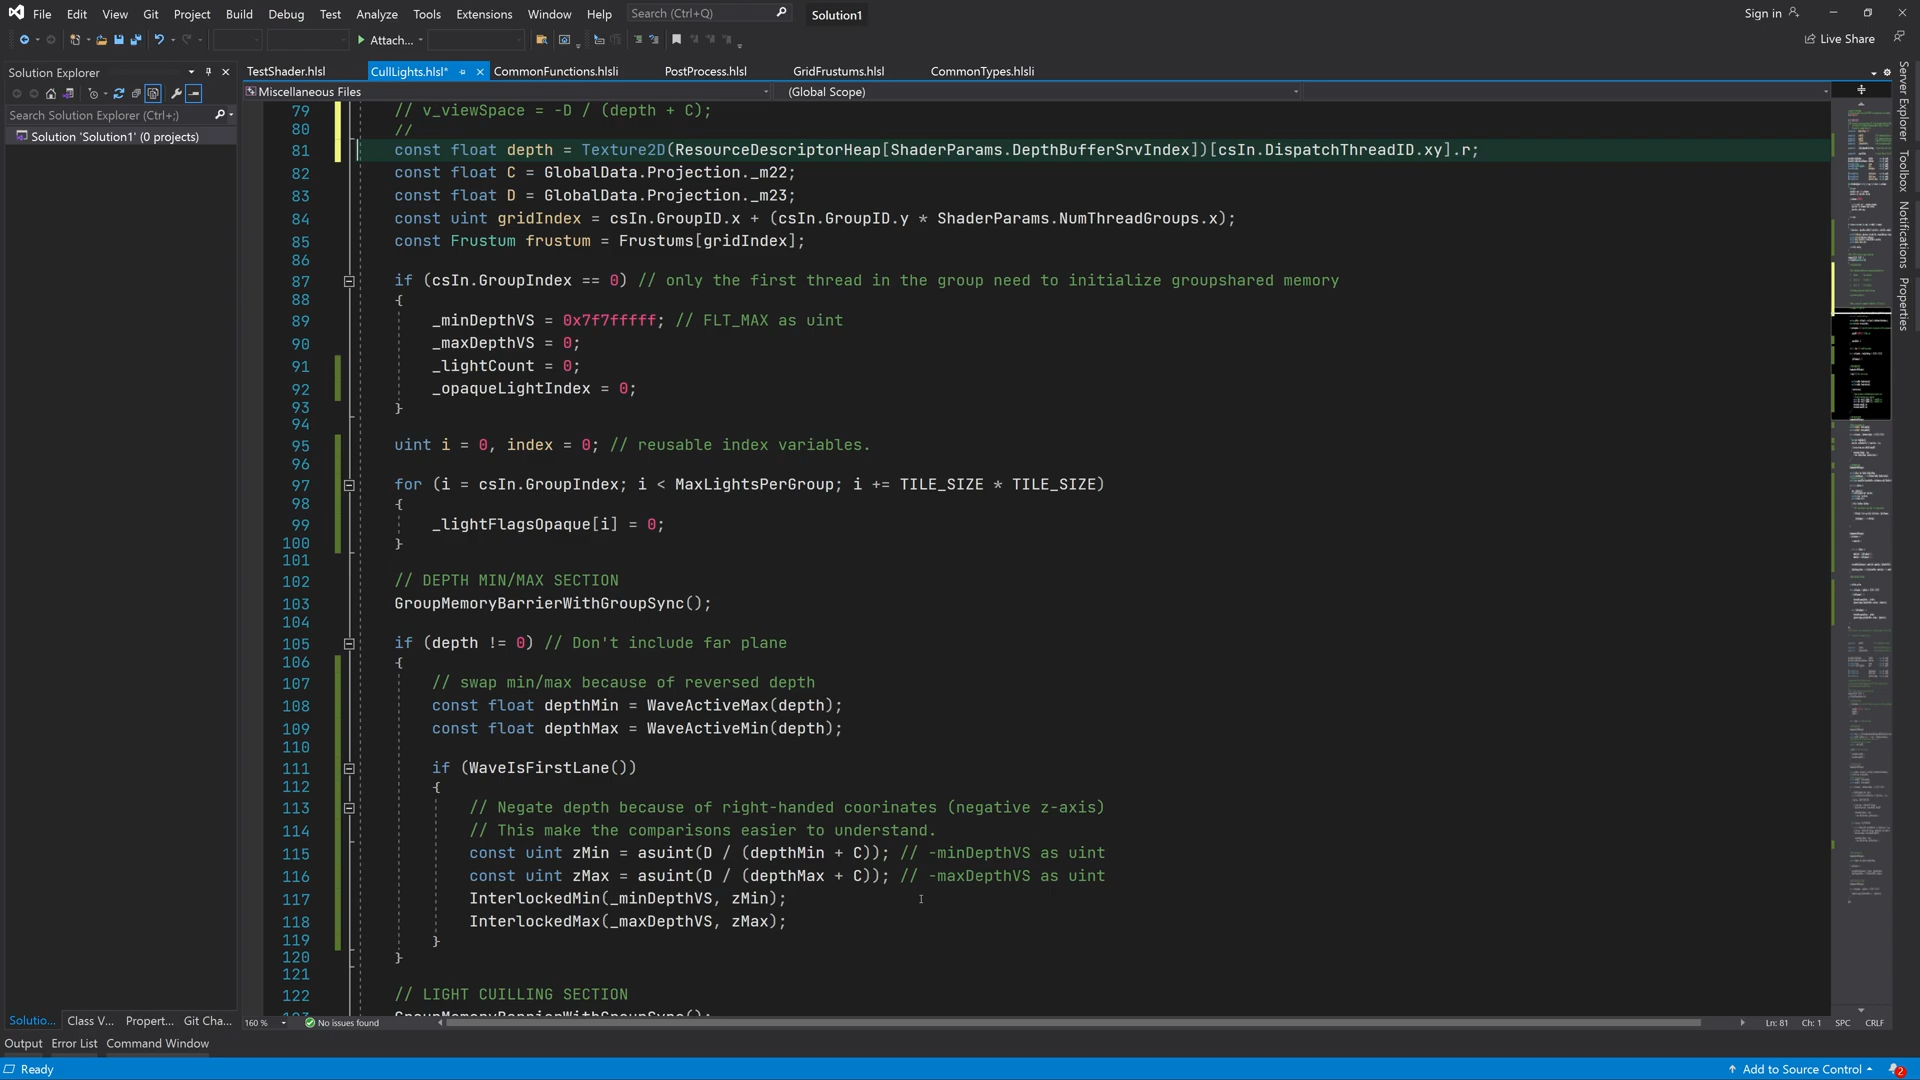 File Edit View Git Project Build Debug Test Analyze Tools Extensions Window Help Search (Ctrl+Q) Solution1 Sign in
Attach... Live Share
Solution Explorer
Search Solution Explorer (Ctrl+;)
Solution 'Solution1' (0 projects)
TestShader.hlsl CullLights.hlsl* CommonFunctions.hlsli PostProcess.hlsl GridFrustums.hlsl CommonTypes.hlsli
Miscellaneous Files (Global Scope)
79 // v_viewSpace = -D / (depth + C);
80 //
81 const float depth = Texture2D(ResourceDescriptorHeap[ShaderParams.DepthBufferSrvIndex])[csIn.DispatchThreadID.xy].r;
82 const float C = GlobalData.Projection._m22;
83 const float D = GlobalData.Projection._m23;
84 const uint gridIndex = csIn.GroupID.x + (csIn.GroupID.y * ShaderParams.NumThreadGroups.x);
85 const Frustum frustum = Frustums[gridIndex];
86
87 if (csIn.GroupIndex == 0) // only the first thread in the group need to initialize groupshared memory
88 {
89 _minDepthVS = 0x7f7fffff; // FLT_MAX as uint
90 _maxDepthVS = 0;
91 _lightCount = 0;
92 _opaqueLightIndex = 0;
93 }
94
95 uint i = 0, index = 0; // reusable index variables.
96
97 for (i = csIn.GroupIndex; i < MaxLightsPerGroup; i += TILE_SIZE * TILE_SIZE)
98 {
99 _lightFlagsOpaque[i] = 0;
100 }
101
102 // DEPTH MIN/MAX SECTION
103 GroupMemoryBarrierWithGroupSync();
104
105 if (depth != 0) // Don't include far plane
106 {
107 // swap min/max because of reversed depth
108 const float depthMin = WaveActiveMax(depth);
109 const float depthMax = WaveActiveMin(depth);
110
111 if (WaveIsFirstLane())
112 {
113 // Negate depth because of right-handed coorinates (negative z-axis)
114 // This make the comparisons easier to understand.
115 const uint zMin = asuint(D / (depthMin + C)); // -minDepthVS as uint
116 const uint zMax = asuint(D / (depthMax + C)); // -maxDepthVS as uint
117 InterlockedMin(_minDepthVS, zMin);
118 InterlockedMax(_maxDepthVS, zMax);
119 }
120 }
121
122 // LIGHT CUILLING SECTION
GroupMemoryBarrierWithGroupSync();
Server Explorer
Toolbox
Notifications
Properties
Solutio... Class V... Propert... Git Cha... 160 % No issues found Ln: 81 Ch: 1 SPC CRLF
Output Error List Command Window
Ready Add to Source Control 2